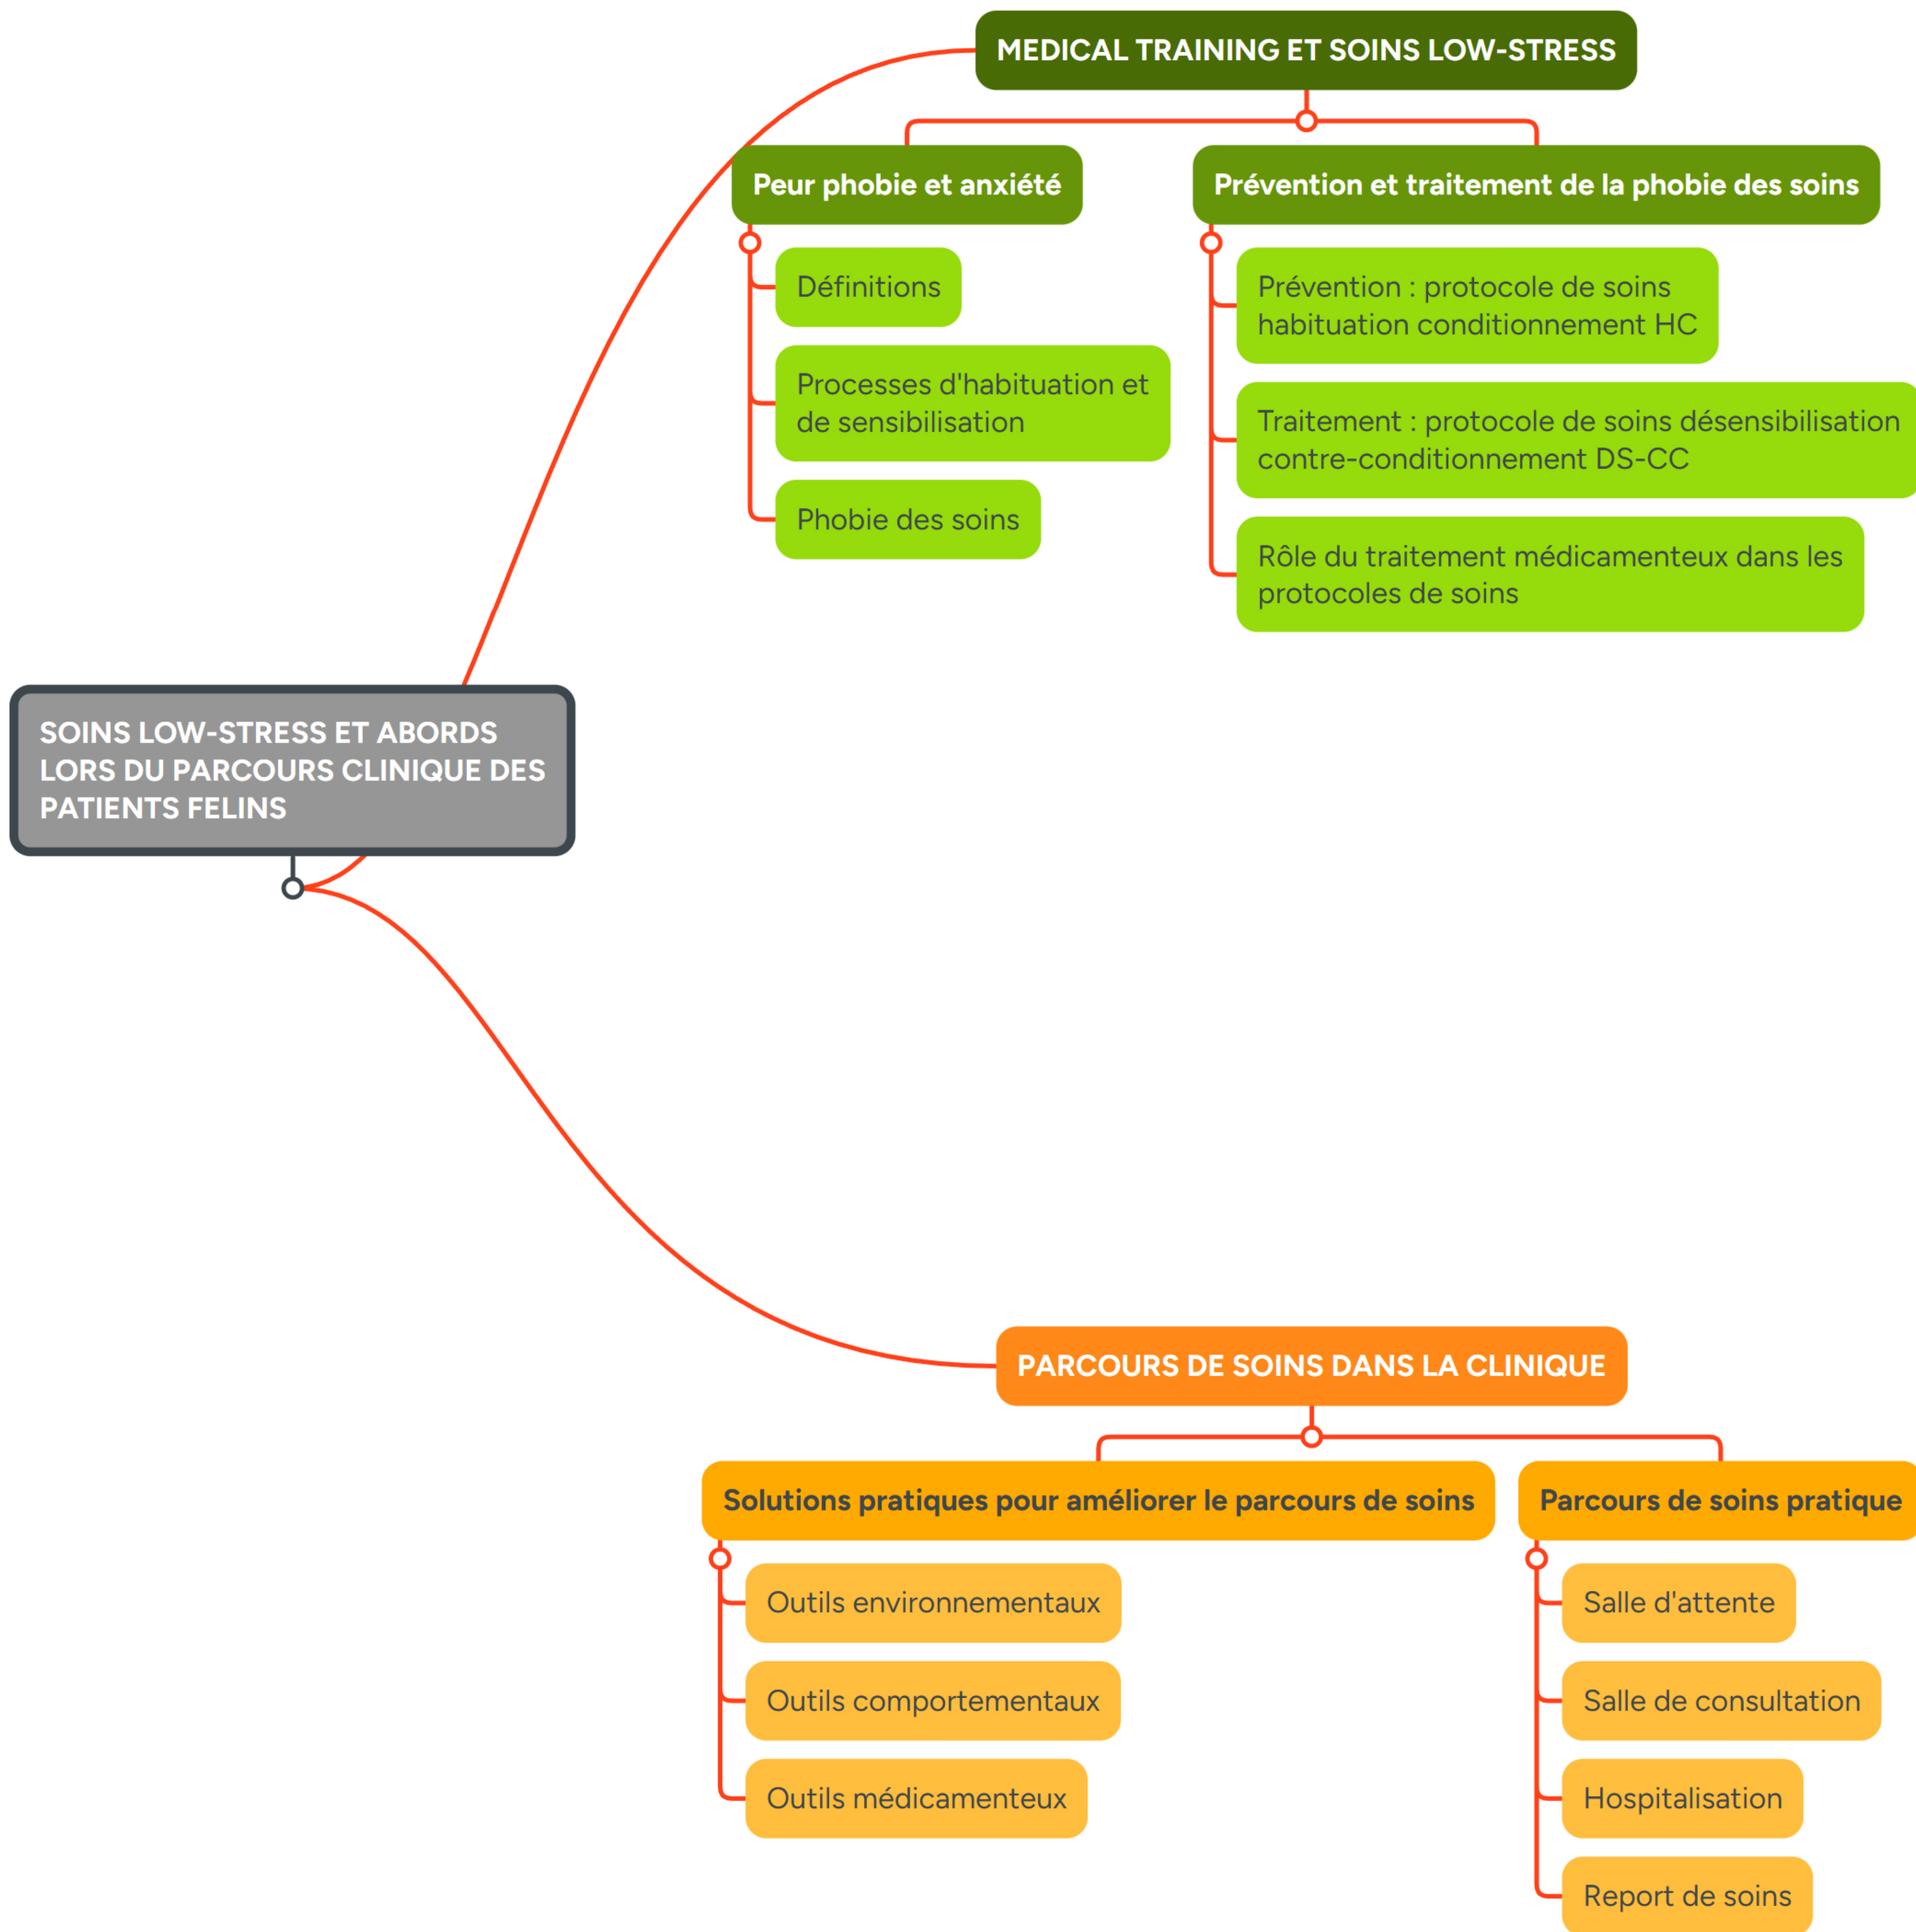 MEDICAL TRAINING ET SOINS LOW-STRESS
Peur phobie et anxiété
Définitions
Processes d'habituation et
de sensibilisation
Phobie des soins
Prévention et traitement de la phobie des soins
Prévention : protocole de soins
habituation conditionnement HC
Traitement : protocole de soins désensibilisation
contre-conditionnement DS-CC
Rôle du traitement médicamenteux dans les
protocoles de soins
SOINS LOW-STRESS ET ABORDS
LORS DU PARCOURS CLINIQUE DES
PATIENTS FELINS
PARCOURS DE SOINS DANS LA CLINIQUE
Solutions pratiques pour améliorer le parcours de soins
Outils environnementaux
Outils comportementaux
Outils médicamenteux
Parcours de soins pratique
Salle d'attente
Salle de consultation
Hospitalisation
Report de soins